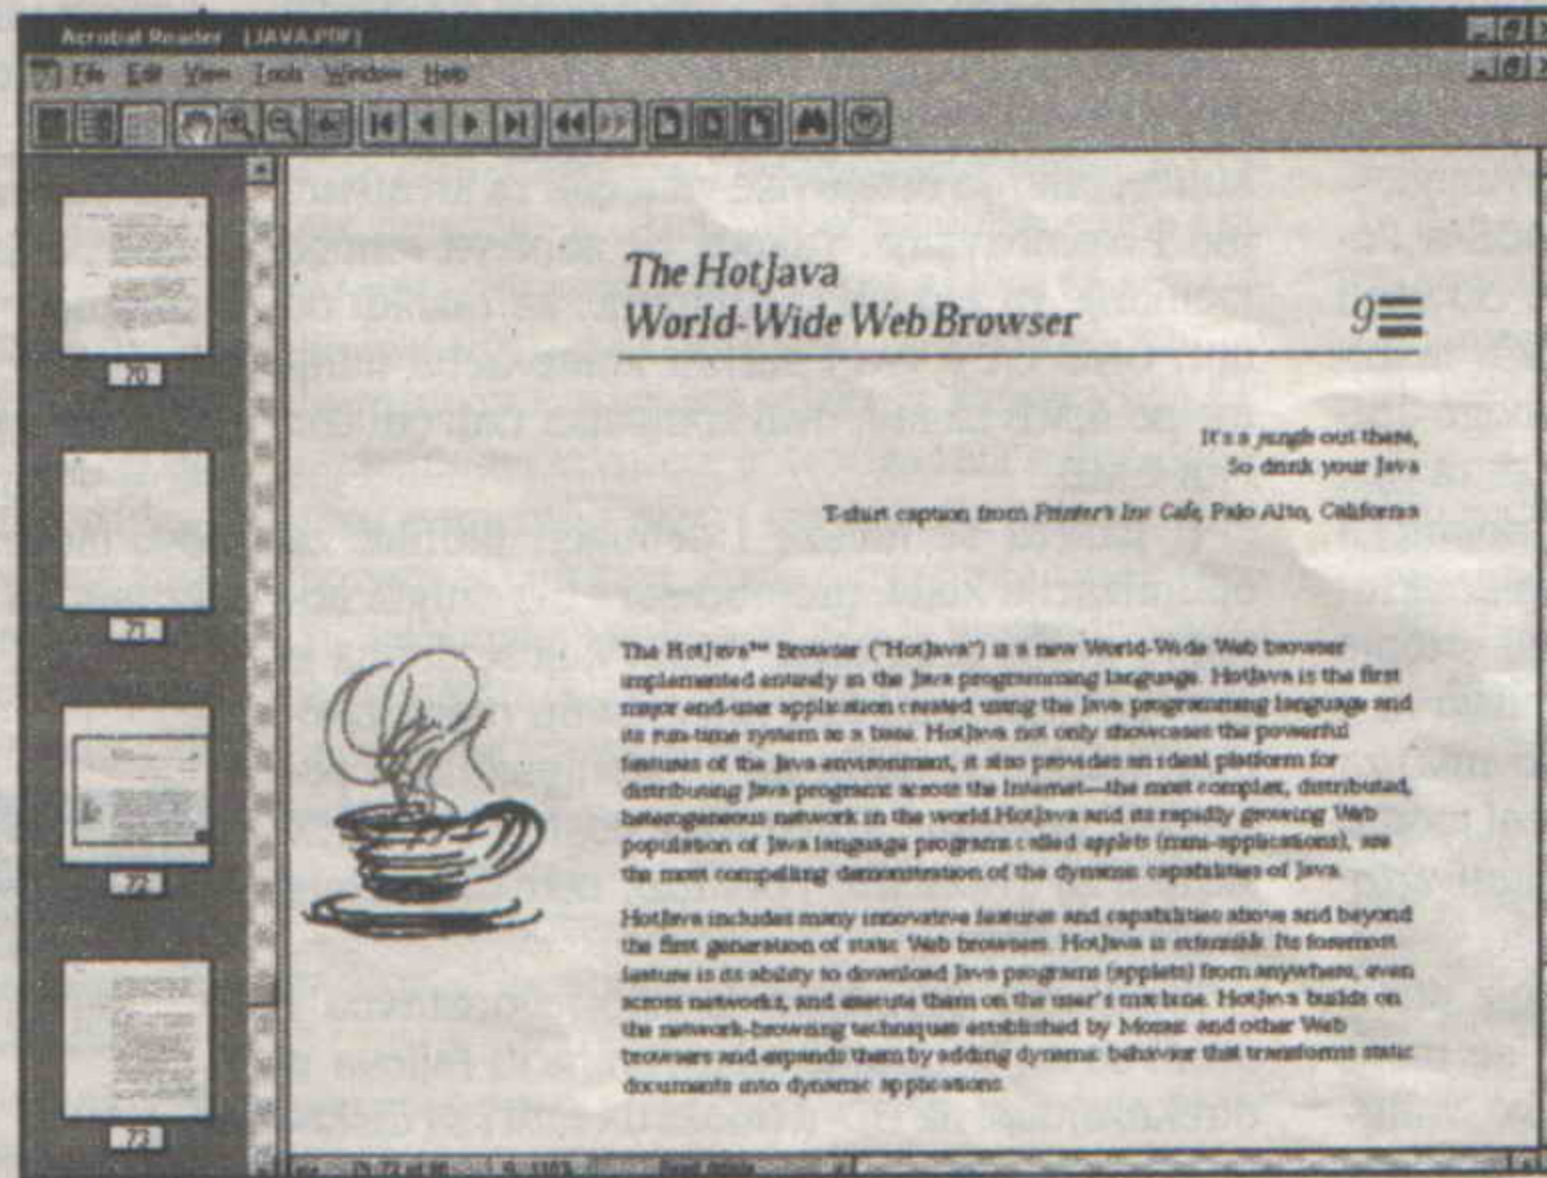 Acrobat Reader - [JAVA.PDF]
File Edit View Tools Window Help
70
71
72
73
The HotJava
World-Wide Web Browser
9
It's a jungle out there,
So drink your Java
T-shirt caption from Printer's Inc Cafe, Palo Alto, California
The HotJava™ Browser ("HotJava") is a new World-Wide Web browser
implemented entirely in the Java programming language. HotJava is the first
major end-user application created using the Java programming language and
its run-time system as a base. HotJava not only showcases the powerful
features of the Java environment, it also provides an ideal platform for
distributing Java programs across the Internet—the most complex, distributed,
heterogeneous network in the world.HotJava and its rapidly growing Web
population of Java language programs called applets (mini-applications), are
the most compelling demonstration of the dynamic capabilities of Java.
HotJava includes many innovative features and capabilities above and beyond
the first generation of static Web browsers. HotJava is extensible. Its foremost
feature is its ability to download Java programs (applets) from anywhere, even
across networks, and execute them on the user's machine. HotJava builds on
the network-browsing techniques established by Mosaic and other Web
browsers and expands them by adding dynamic behavior that transforms static
documents into dynamic applications.
110%